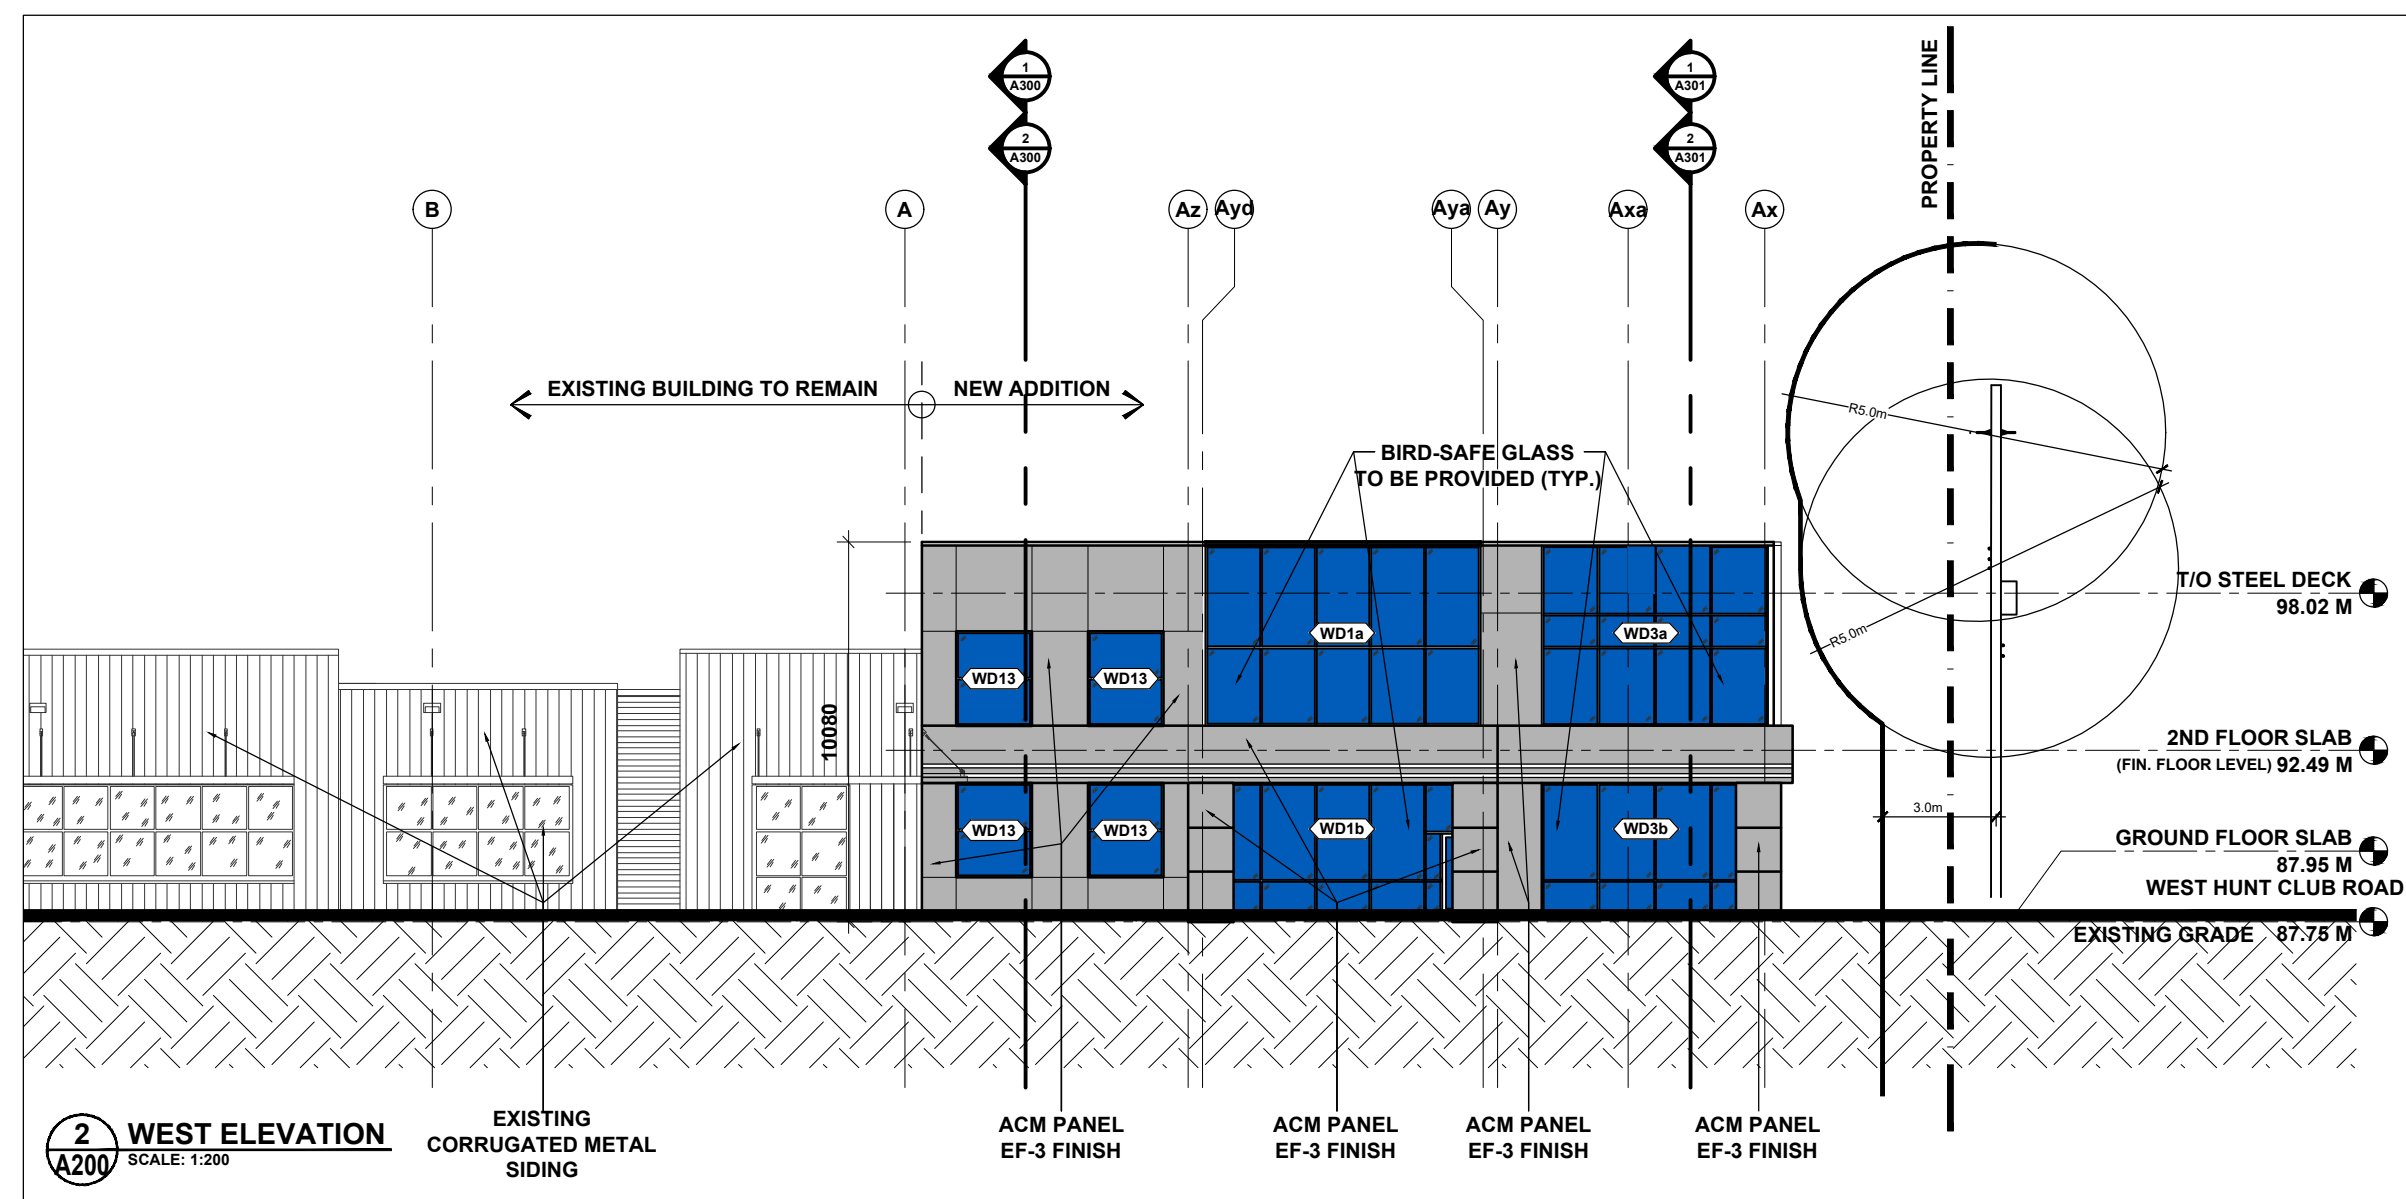 1
A300
2
A300
1
A301
2
A301
PROPERTY LINE
B
A
Az
Ayd
Aya
Ay
Axa
Ax
EXISTING BUILDING TO REMAIN
NEW ADDITION
R5.0m
BIRD-SAFE GLASS
TO BE PROVIDED (TYP.)
T/O STEEL DECK
98.02 M
R5.0m
WD1a
WD3a
WD13
WD13
10080
2ND FLOOR SLAB
(FIN. FLOOR LEVEL) 92.49 M
3.0m
WD13
WD13
WD1b
WD3b
GROUND FLOOR SLAB
87.95 M
WEST HUNT CLUB ROAD
EXISTING GRADE 87.75 M
2
A200
WEST ELEVATION
SCALE: 1:200
EXISTING
CORRUGATED METAL
SIDING
ACM PANEL
EF-3 FINISH
ACM PANEL
EF-3 FINISH
ACM PANEL
EF-3 FINISH
ACM PANEL
EF-3 FINISH